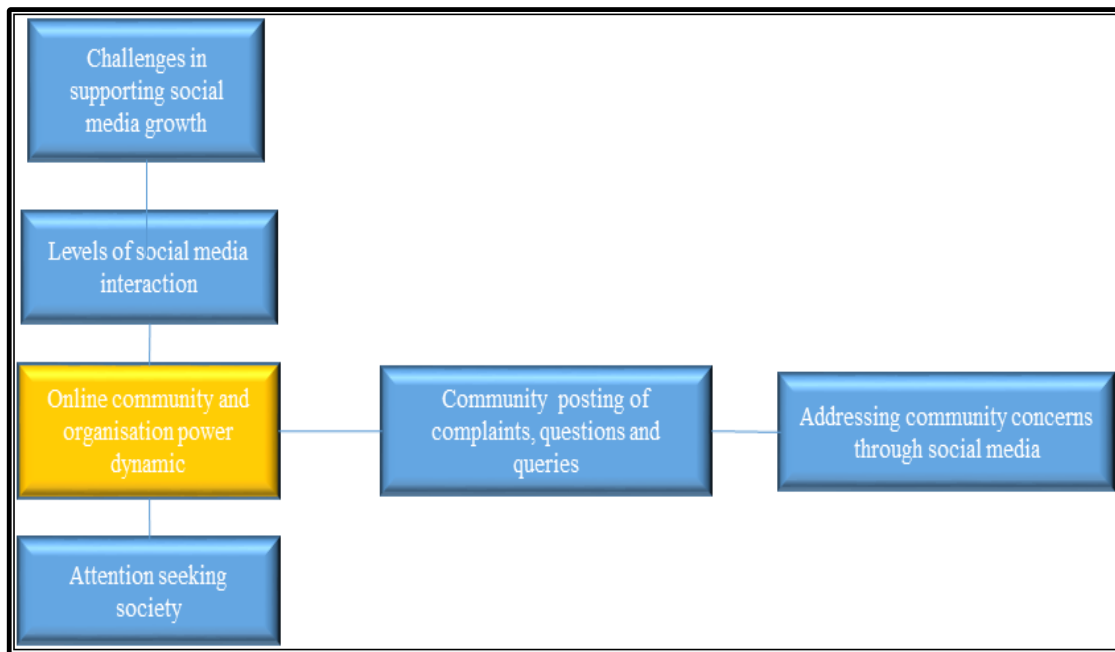 Challenges in
supporting social
media growth
Levels of social media
interaction
Online community and
organisation power
dynamic
Community posting of
complaints, questions and
queries
Addressing community concerns
through social media
Attention seeking
society